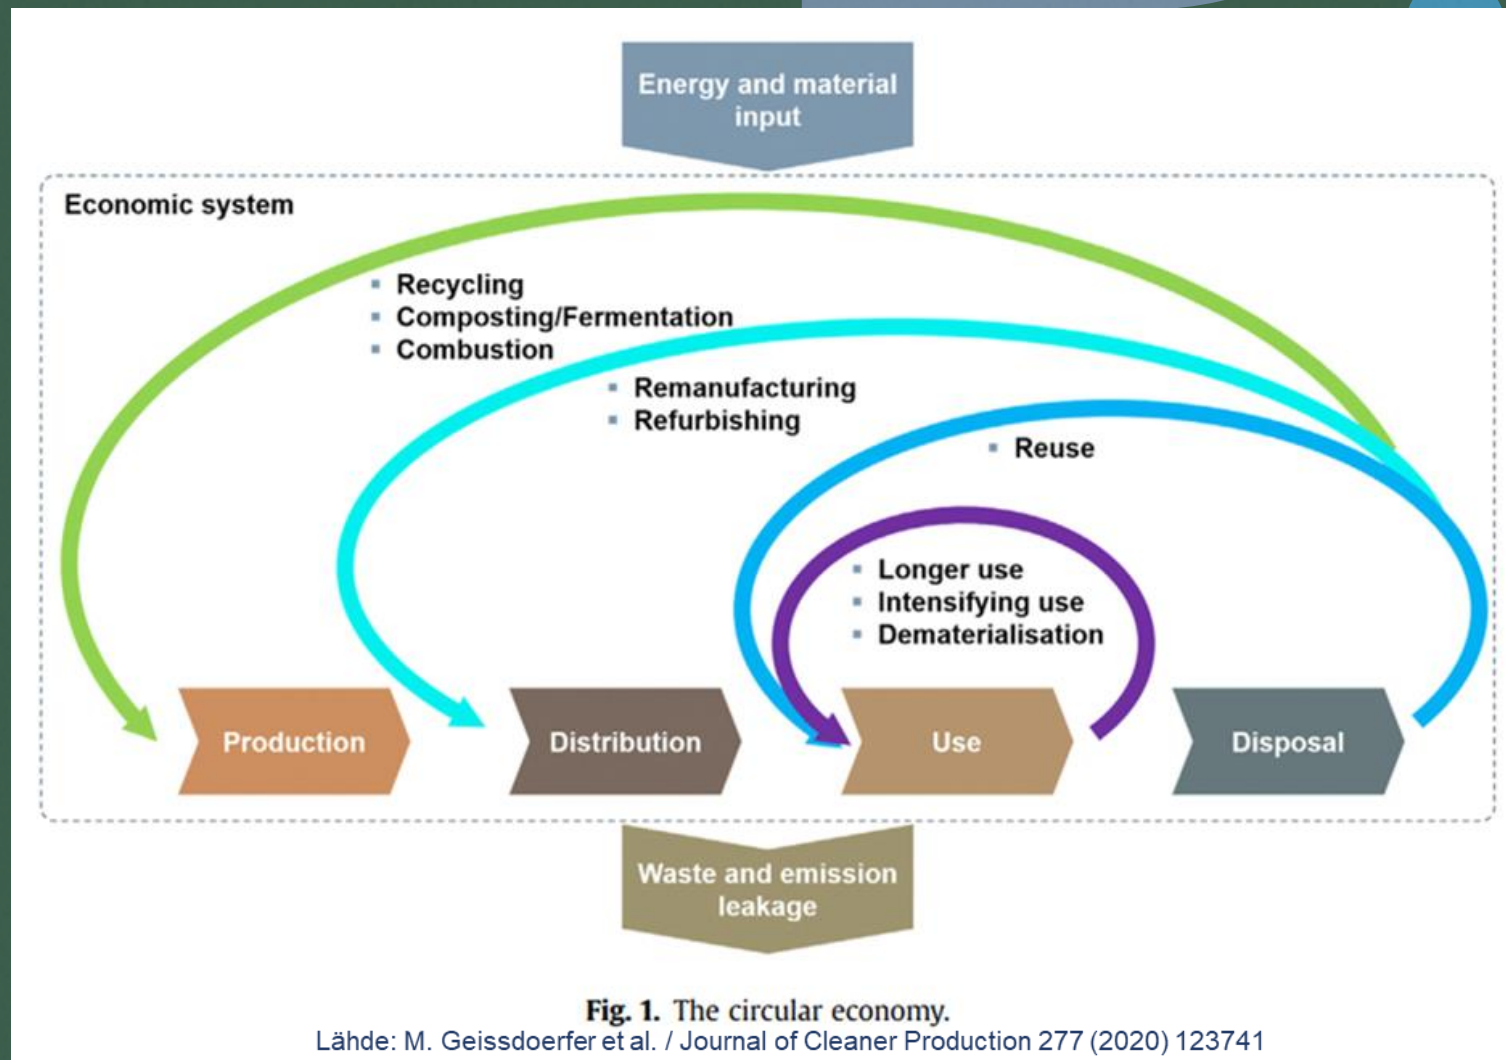 Energy and material
input
Economic system
▪ Recycling
▪ Composting/Fermentation
▪ Combustion
▪ Remanufacturing
▪ Refurbishing
▪ Reuse
▪ Longer use
▪ Intensifying use
▪ Dematerialisation
Production
Distribution
Use
Disposal
Waste and emission
leakage
Fig. 1. The circular economy.
Lähde: M. Geissdoerfer et al. / Journal of Cleaner Production 277 (2020) 123741